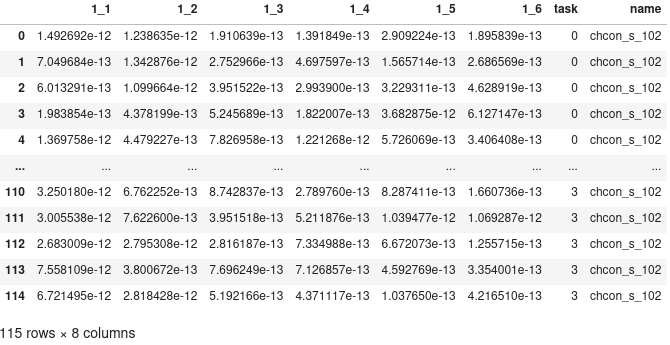 1_1 1_2 1_3 1_4 1_5 1_6 task name
0 1.492692e-12 1.238635e-12 1.910639e-13 1.391849e-13 2.909224e-13 1.895839e-13 0 chcon_s_102
1 7.049684e-13 1.342876e-12 2.752966e-13 4.697597e-13 1.565714e-13 2.686569e-13 0 chcon_s_102
2 6.013291e-13 1.099664e-12 3.951522e-13 2.993900e-13 3.229311e-13 4.628919e-13 0 chcon_s_102
3 1.983854e-13 4.378199e-13 5.245689e-13 1.822007e-13 3.682875e-12 6.127147e-13 0 chcon_s_102
4 1.369758e-12 4.479227e-13 7.826958e-13 1.221268e-12 5.726069e-13 3.406408e-13 0 chcon_s_102
... ... ... ... ... ... ... ... ...
110 3.250180e-12 6.762252e-13 8.742837e-13 2.789760e-13 8.287411e-13 1.660736e-13 3 chcon_s_102
111 3.005538e-12 7.622600e-13 3.951518e-13 5.211876e-13 1.039477e-12 1.069287e-12 3 chcon_s_102
112 2.683009e-12 2.795308e-12 2.816187e-13 7.334988e-13 6.672073e-13 1.255715e-13 3 chcon_s_102
113 7.558109e-12 3.800672e-13 7.696249e-13 7.126857e-13 4.592769e-13 3.354001e-13 3 chcon_s_102
114 6.721495e-12 2.818428e-12 5.192166e-13 4.371117e-13 1.037650e-13 4.216510e-13 3 chcon_s_102
115 rows × 8 columns